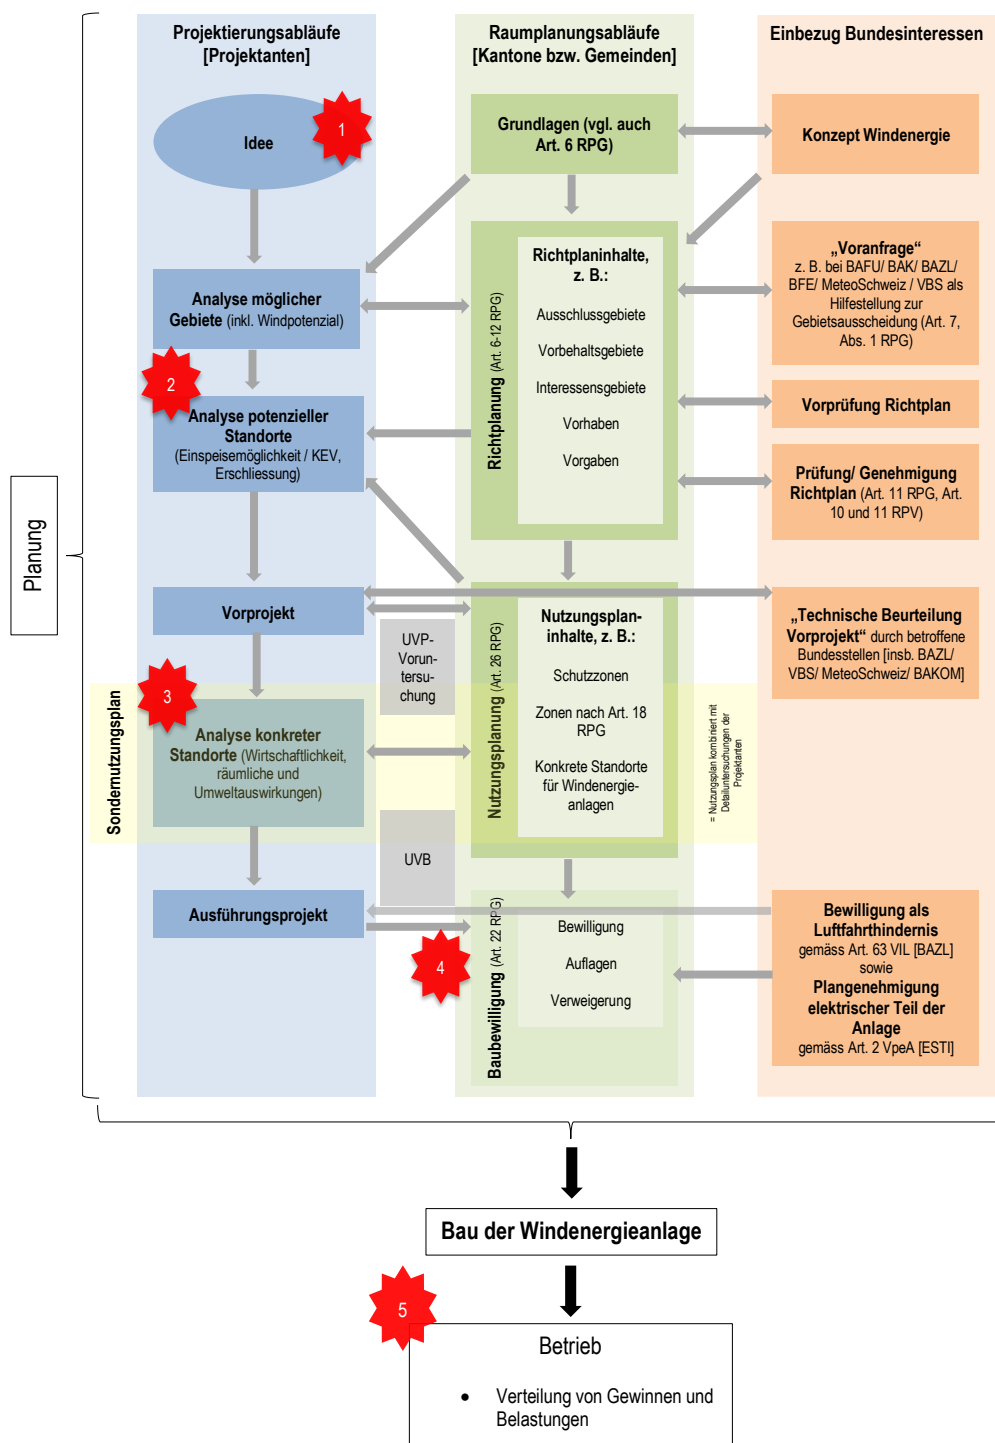 Projektierungsabläufe
[Projektanten]
Idee
1
Analyse möglicher
Gebiete (inkl. Windpotenzial)
2
Analyse potenzieller
Standorte
(Einspeisemöglichkeit / KEV,
Erschliessung)
Vorprojekt
3
Analyse konkreter
Standorte (Wirtschaftlichkeit,
räumliche und
Umweltauswirkungen)
Ausführungsprojekt
Planung
Sondernutzungsplan
UVP-
Vorun-
tersu-
chung
UVB
4
Raumplanungsabläufe
[Kantone bzw. Gemeinden]
Grundlagen (vgl. auch
Art. 6 RPG)
Richtplanung (Art. 6-12 RPG)
Richtplaninhalte,
z. B.:
Ausschlussgebiete
Vorbehaltsgebiete
Interessensgebiete
Vorhaben
Vorgaben
Nutzungsplanung (Art. 26 RPG)
Nutzungsplan-
inhalte, z. B.:
Schutzzonen
Zonen nach Art. 18
RPG
Konkrete Standorte
für Windenergie-
anlagen
= Nutzungsplan kombiniert mit
Detailuntersuchungen der
Projektanten
Baubewilligung (Art. 22 RPG)
Bewilligung
Auflagen
Verweigerung
Einbezug Bundesinteressen
Konzept Windenergie
„Voranfrage“
z. B. bei BAFU/ BAK/ BAZL/
BFE/ MeteoSchweiz / VBS als
Hilfestellung zur
Gebietsausscheidung (Art. 7,
Abs. 1 RPG)
Vorprüfung Richtplan
Prüfung/ Genehmigung
Richtplan (Art. 11 RPG, Art.
10 und 11 RPV)
„Technische Beurteilung
Vorprojekt“ durch betroffene
Bundesstellen [insb. BAZL/
VBS/ MeteoSchweiz/ BAKOM]
Bewilligung als
Luftfahrthindernis
gemäss Art. 63 VIL [BAZL]
sowie
Plangenehmigung
elektrischer Teil der
Anlage
gemäss Art. 2 VpeA [ESTI]
Bau der Windenergieanlage
5
Betrieb
• Verteilung von Gewinnen und
Belastungen